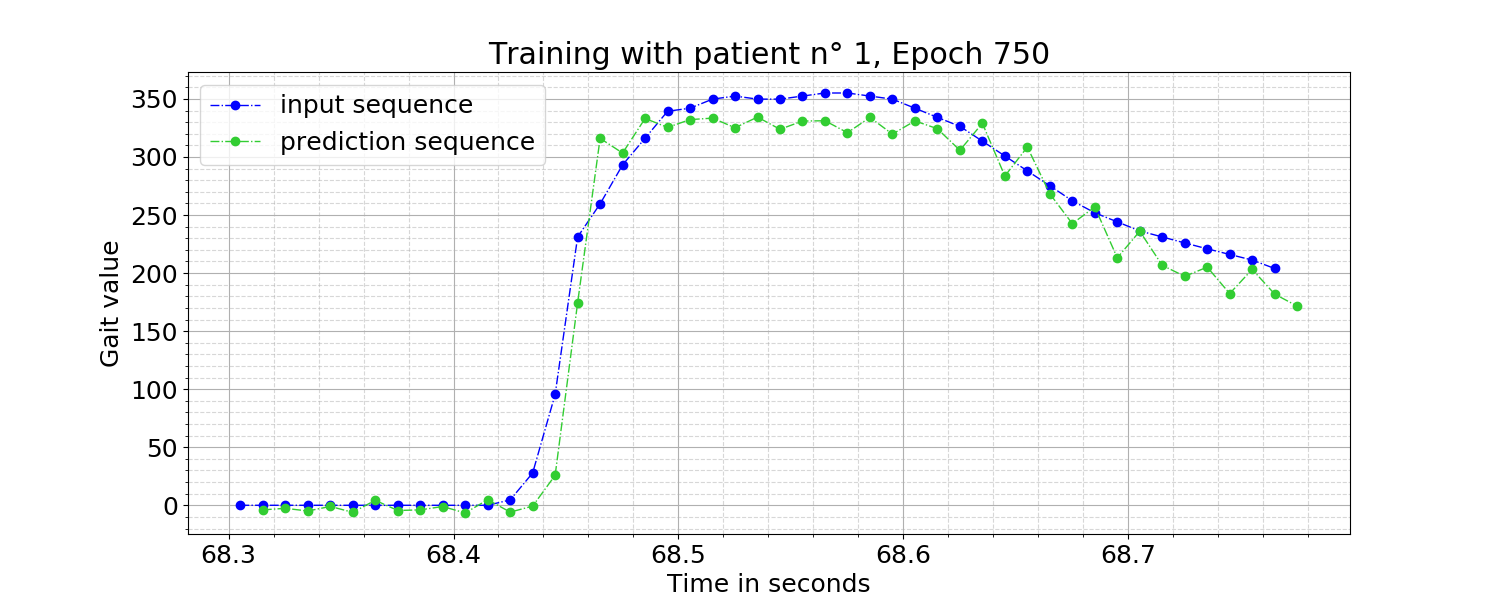 Training with patient n° 1, Epoch 750
input sequence
prediction sequence
350
300
250
200
150
100
50
0
Gait value
68.3 68.4 68.5 68.6 68.7
Time in seconds